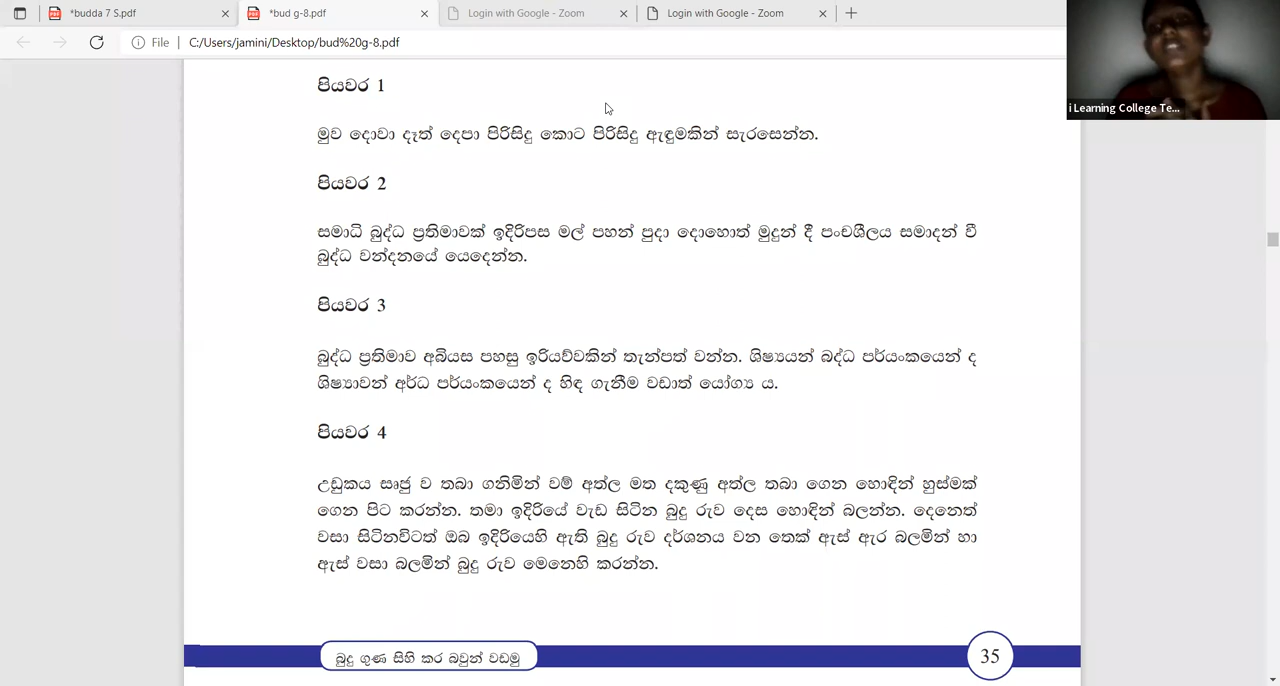 *budda 7 S.pdf
*bud g-8.pdf
Login with Google - Zoom
Login with Google - Zoom
File
C:/Users/jamini/Desktop/bud%20g-8.pdf
i Learning College Te...
පියවර 1
මුව දොවා දෑත් දෙපා පිරිසිදු කොට පිරිසිදු ඇඳුමකින් සැරසෙන්න.
පියවර 2
සමාධි බුද්ධ ප්‍රතිමාවක් ඉදිරිපස මල් පහන් පුදා දොහොත් මුදුන් දී පංචශීලය සමාදන් වී
බුද්ධ වන්දනයේ යෙදෙන්න.
පියවර 3
බුද්ධ ප්‍රතිමාව අබියස පහසු ඉරියව්වකින් තැන්පත් වන්න. ශිෂ්‍යයන් බද්ධ පර්යංකයෙන් ද
ශිෂ්‍යාවන් අර්ධ පර්යංකයෙන් ද හිඳ ගැනීම වඩාත් යෝග්‍ය ය.
පියවර 4
උඩුකය ඍජු ව තබා ගනිමින් වම් අත්ල මත දකුණු අත්ල තබා ගෙන හොඳින් හුස්මක්
ගෙන පිට කරන්න. තමා ඉදිරියේ වැඩ සිටින බුදු රුව දෙස හොඳින් බලන්න. දෙනෙත්
වසා සිටිනවිටත් ඔබ ඉදිරියෙහි ඇති බුදු රුව දර්ශනය වන තෙක් ඇස් ඇර බලමින් හා
ඇස් වසා බලමින් බුදු රුව මෙනෙහි කරන්න.
බුදු ගුණ සිහි කර බවුන් වඩමු
35